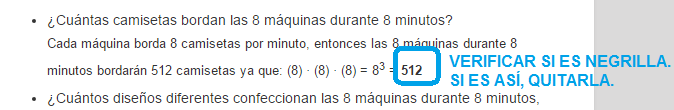 • ¿Cuántas camisetas bordan las 8 máquinas durante 8 minutos?
Cada máquina borda 8 camisetas por minuto, entonces las 8 máquinas durante 8
minutos bordarán 512 camisetas ya que: (8) · (8) · (8) = 8³ = 512
VERIFICAR SI ES NEGRILLA.
SI ES ASÍ, QUITARLA.
• ¿Cuántos diseños diferentes confeccionan las 8 máquinas durante 8 minutos,